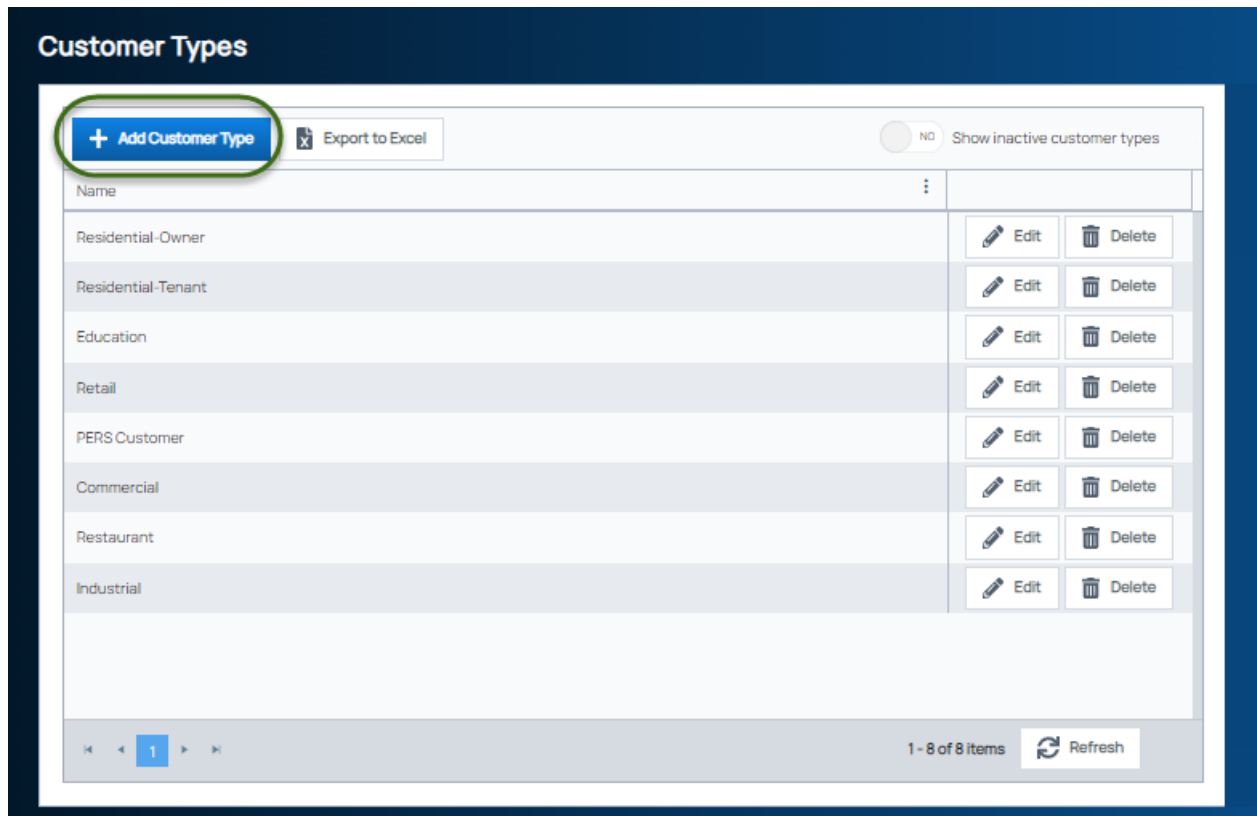 Customer Types
+ Add Customer Type Export to Excel NO Show inactive customer types
Name
Residential-Owner Edit Delete
Residential-Tenant Edit Delete
Education Edit Delete
Retail Edit Delete
PERS Customer Edit Delete
Commercial Edit Delete
Restaurant Edit Delete
Industrial Edit Delete
1 1 - 8 of 8 items Refresh